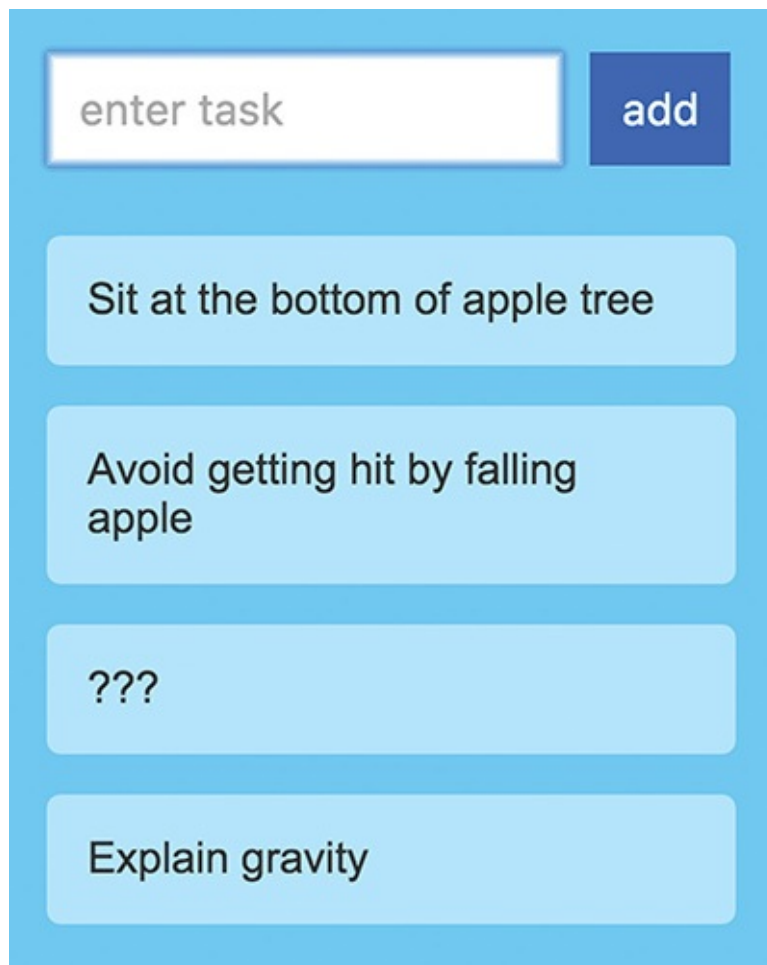 enter task
add
Sit at the bottom of apple tree
Avoid getting hit by falling
apple
???
Explain gravity